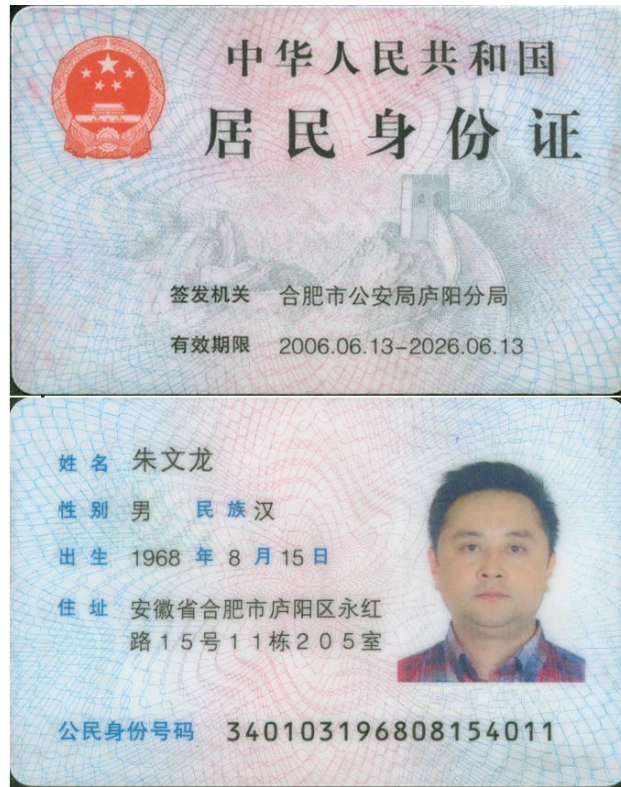 中华人民共和国
居民身份证
签发机关 合肥市公安局庐阳分局
有效期限 2006.06.13-2026.06.13
姓名 朱文龙
性别 男 民族 汉
出生 1968 年 8 月 15 日
住址 安徽省合肥市庐阳区永红
路15号11栋205室
公民身份号码 340103196808154011